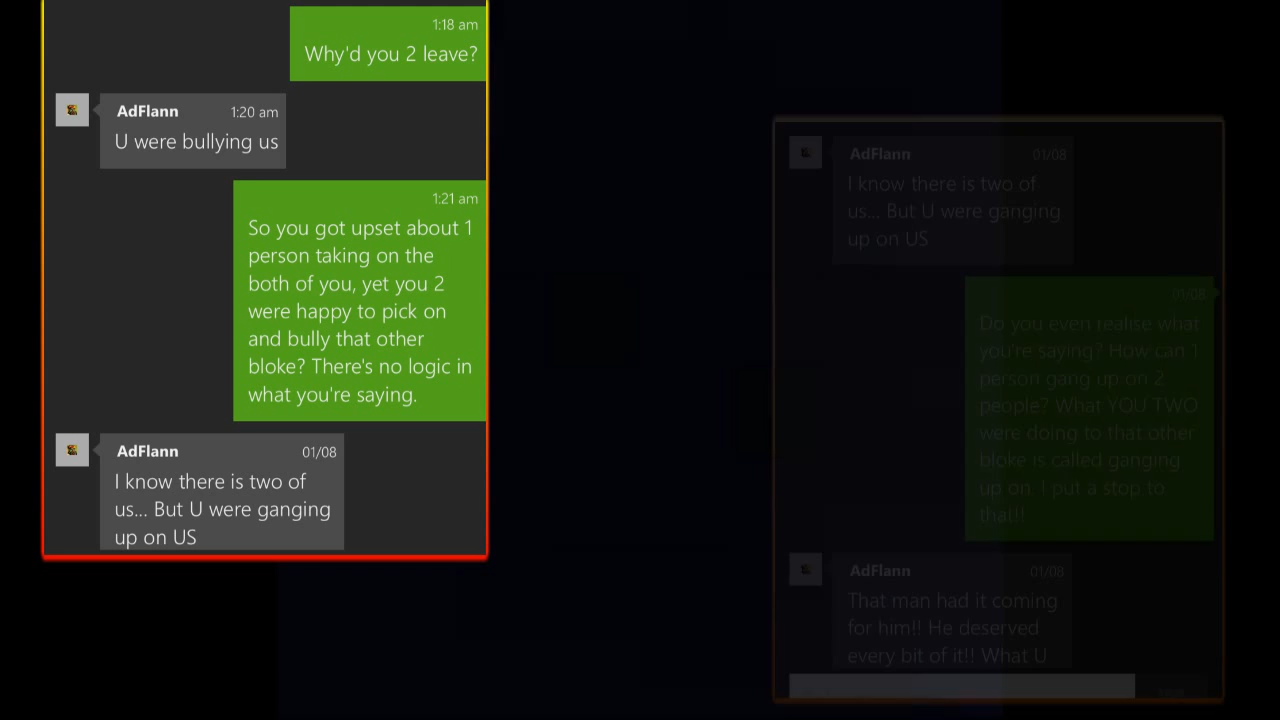 1:18 am
Why'd you 2 leave?
AdFlann 1:20 am
U were bullying us
1:21 am
So you got upset about 1
person taking on the
both of you, yet you 2
were happy to pick on
and bully that other
bloke? There's no logic in
what you're saying.
AdFlann 01/08
I know there is two of
us... But U were ganging
up on US
AdFlann 01/08
I know there is two of
us... But U were ganging
up on US
01/08
Do you even realise what
you're saying? How can 1
person gang up on 2
people? What YOU TWO
were doing to that other
bloke is called ganging
up on. I put a stop to
that!!
AdFlann 01/08
That man had it coming
for him!! He deserved
every bit of it!! What U